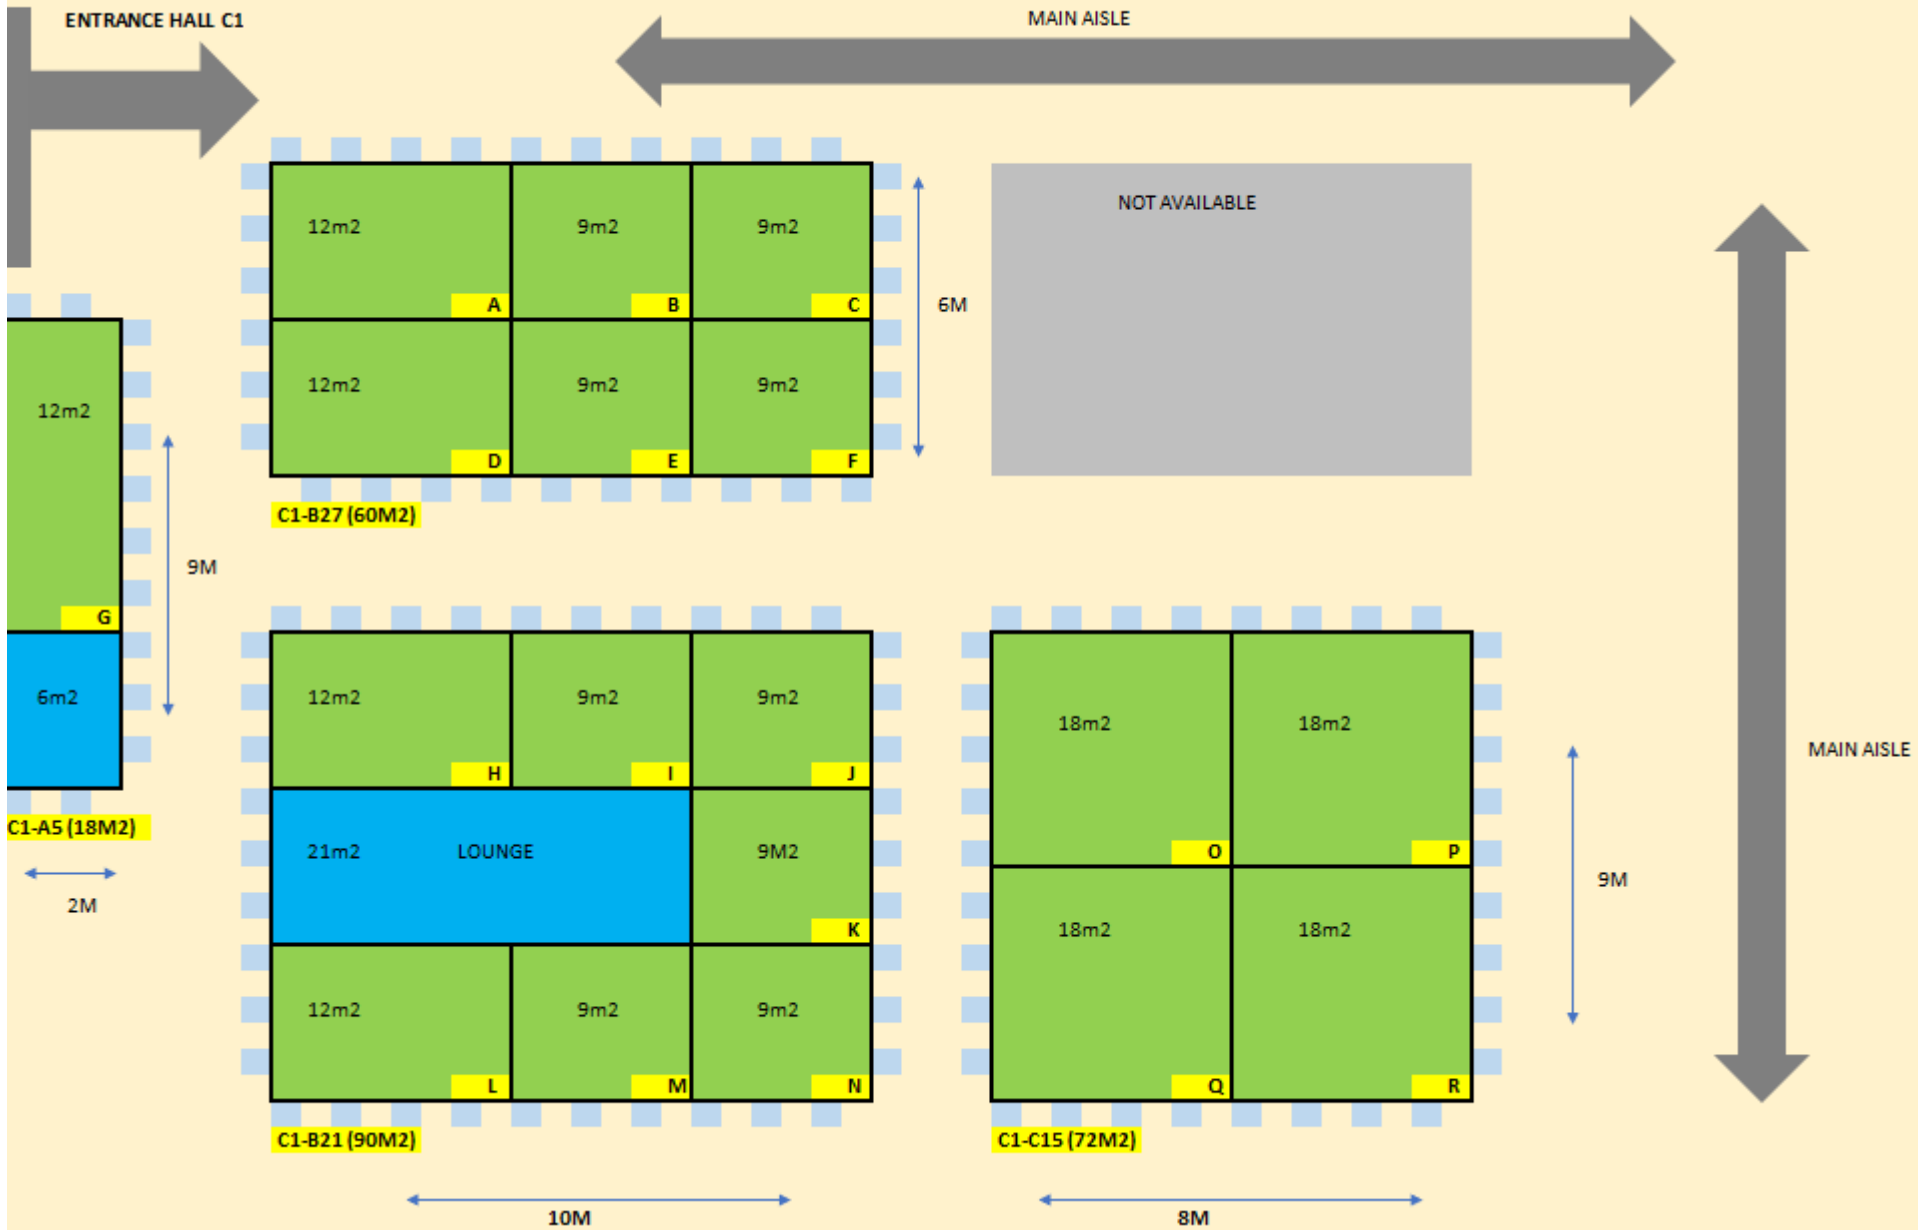 ENTRANCE HALL C1
MAIN AISLE
12m2
9m2
9m2
NOT AVAILABLE
A
B
C
6M
12m2
9m2
9m2
D
E
F
C1-B27 (60M2)
12m2
G
9M
6m2
C1-A5 (18M2)
2M
12m2
9m2
9m2
H
I
J
21m2
LOUNGE
9M2
K
12m2
9m2
9m2
L
M
N
C1-B21 (90M2)
10M
18m2
18m2
O
P
18m2
18m2
Q
R
9M
C1-C15 (72M2)
8M
MAIN AISLE